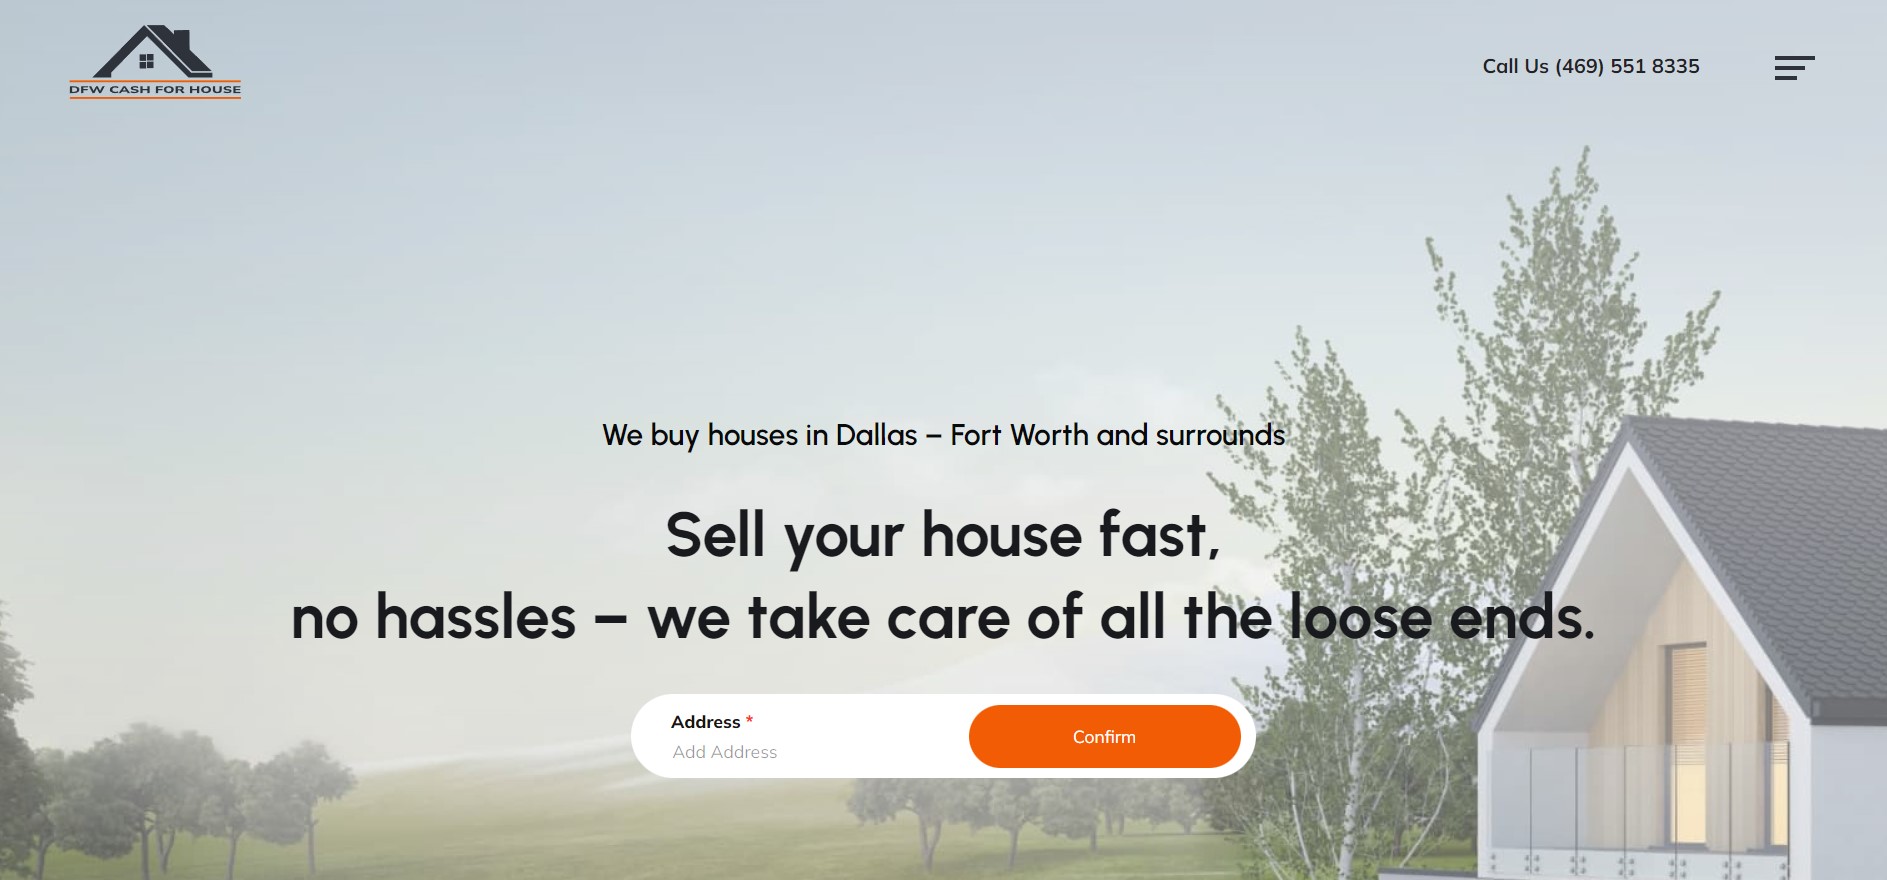 DFW CASH FOR HOUSE
Call Us (469) 551 8335
We buy houses in Dallas – Fort Worth and surrounds
Sell your house fast,
no hassles – we take care of all the loose ends.
Address *
Add Address
Confirm